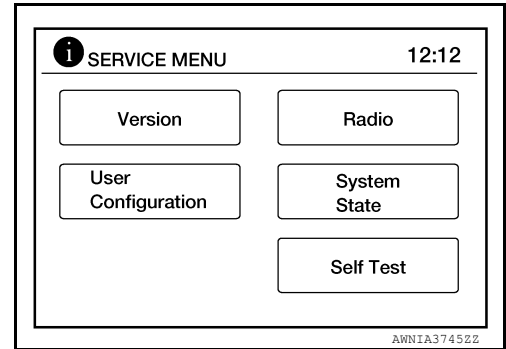 i SERVICE MENU 12:12
Version
Radio
User
Configuration
System
State
Self Test
AWNIA3745ZZ